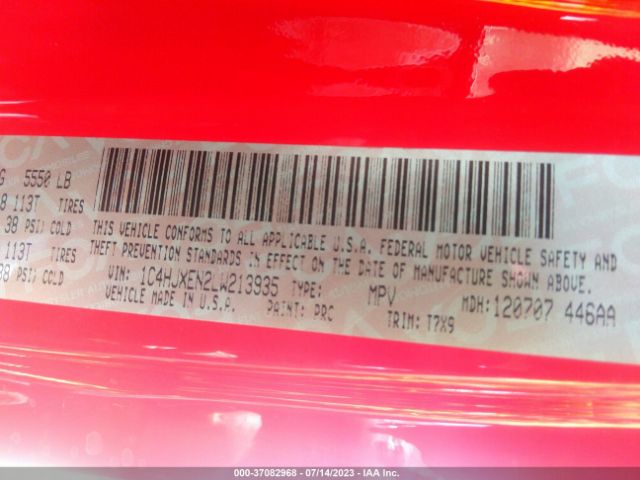 G 5550 LB
8 113T TIRES
38 PSI/ COLD
113T TIRES
38 PSI/ COLD
THIS VEHICLE CONFORMS TO ALL APPLICABLE U.S.A. FEDERAL MOTOR VEHICLE SAFETY AND
THEFT PREVENTION STANDARDS IN EFFECT ON THE DATE OF MANUFACTURE SHOWN ABOVE.
VIN: 1C4HJXEN2LW213935 TYPE: MPV MDH: 120707 446AA
VEHICLE MADE IN U.S.A. PAINT: PRC TRIM: T7X9
000-37082968 - 07/14/2023 - IAA Inc.